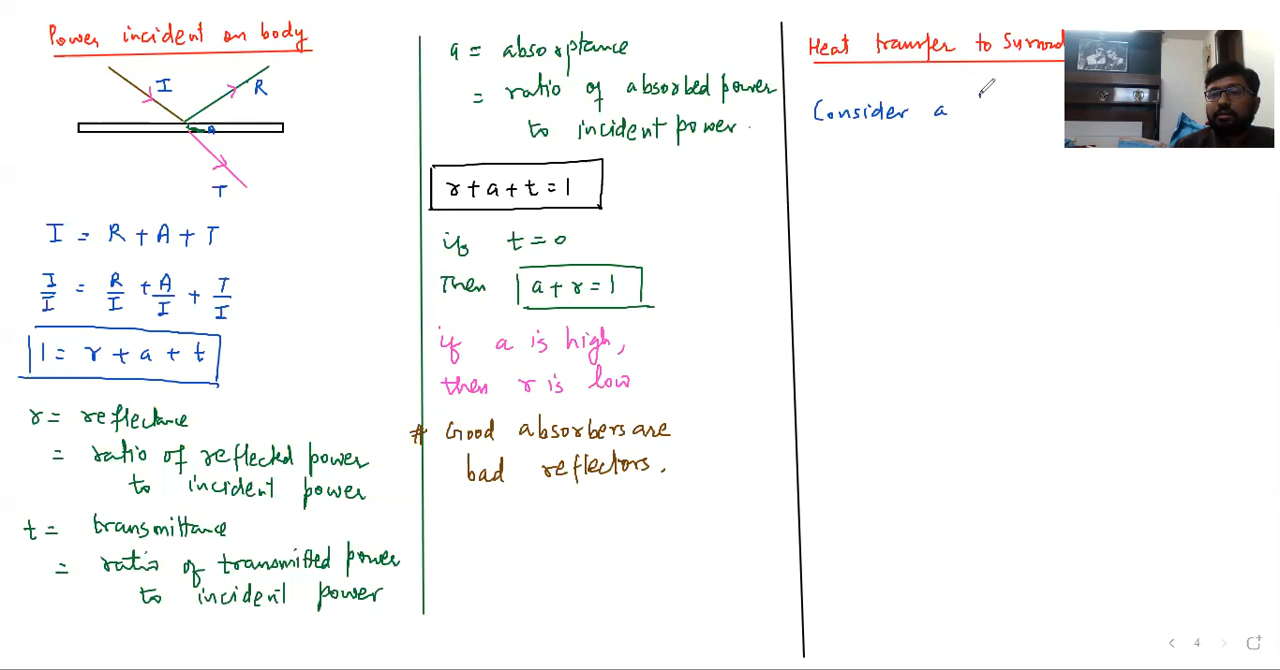 Power incident on body
I
R
A
T
I = R + A + T
I/I = R/I + A/I + T/I
1 = r + a + t
r = reflectance
= ratio of reflected power
to incident power
t = transmittance
= ratio of transmitted power
to incident power
a = absorptance
= ratio of absorbed power
to incident power.
r + a + t = 1
if t = 0
Then a + r = 1
if a is high,
then r is low
# Good absorbers are
bad reflectors.
Heat transfer to
Consider a
< 4 >